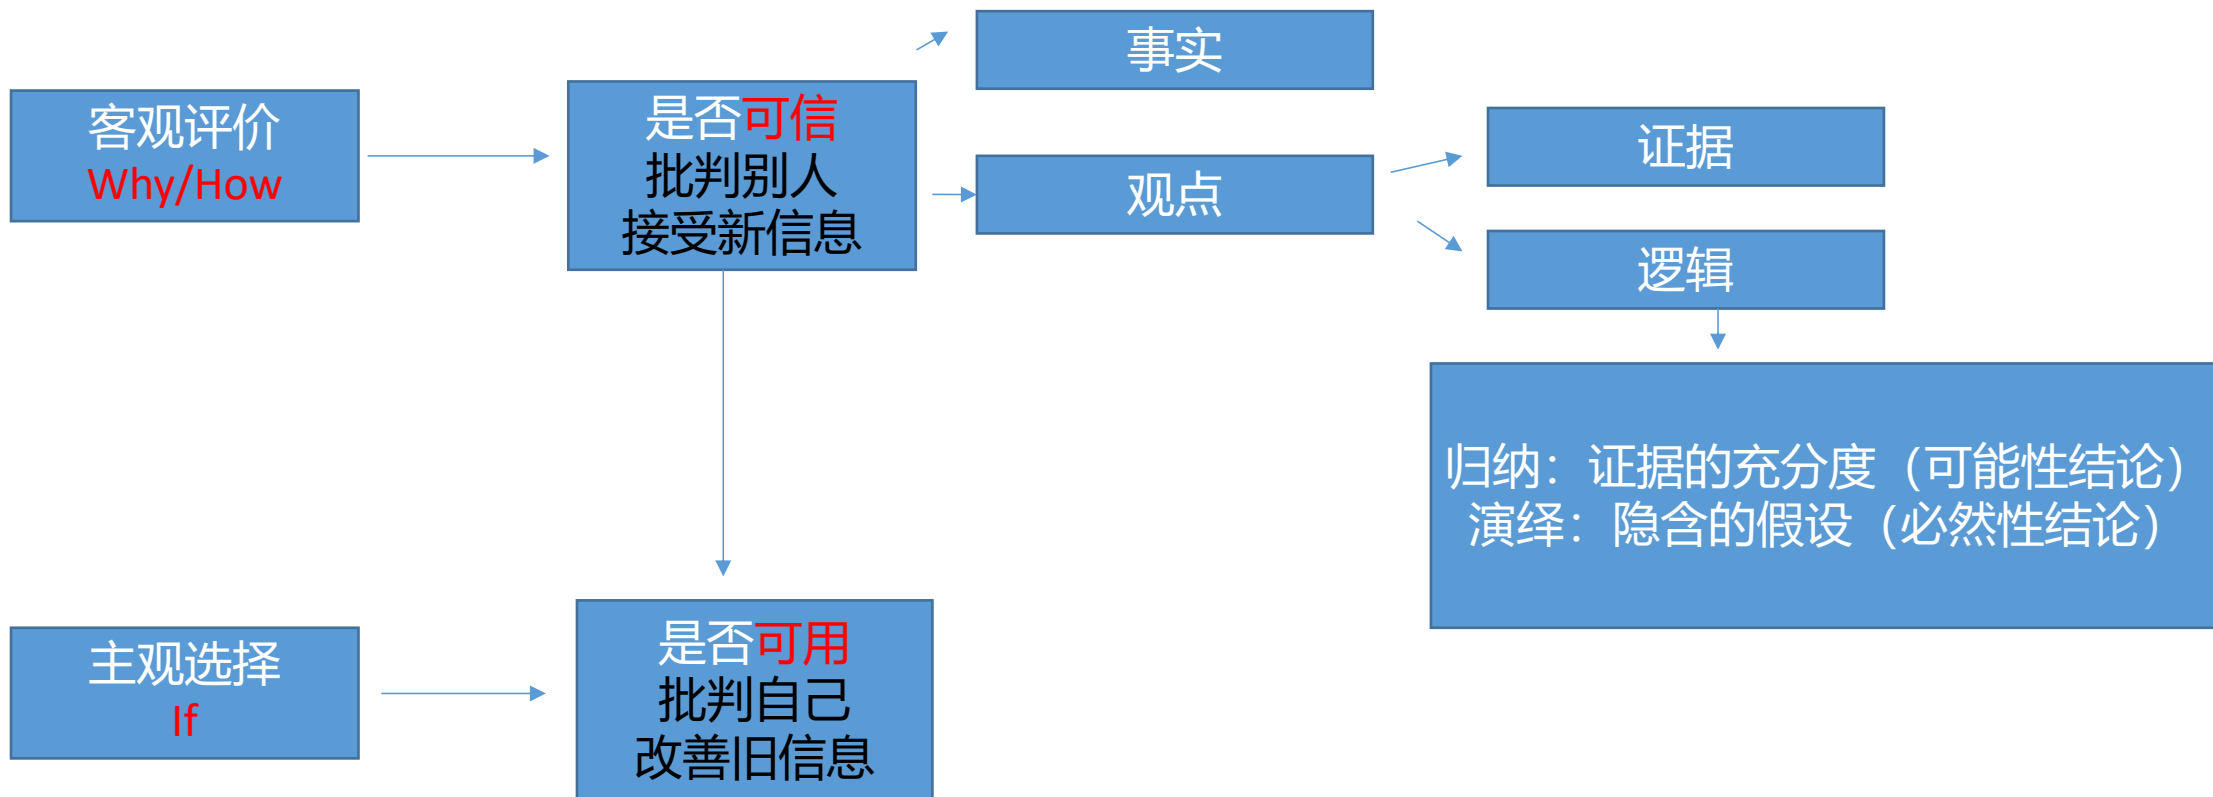 事实
客观评价
Why/How
是否可信
批判别人
接受新信息
观点
证据
逻辑
归纳：证据的充分度（可能性结论）
演绎：隐含的假设（必然性结论）
主观选择
If
是否可用
批判自己
改善旧信息